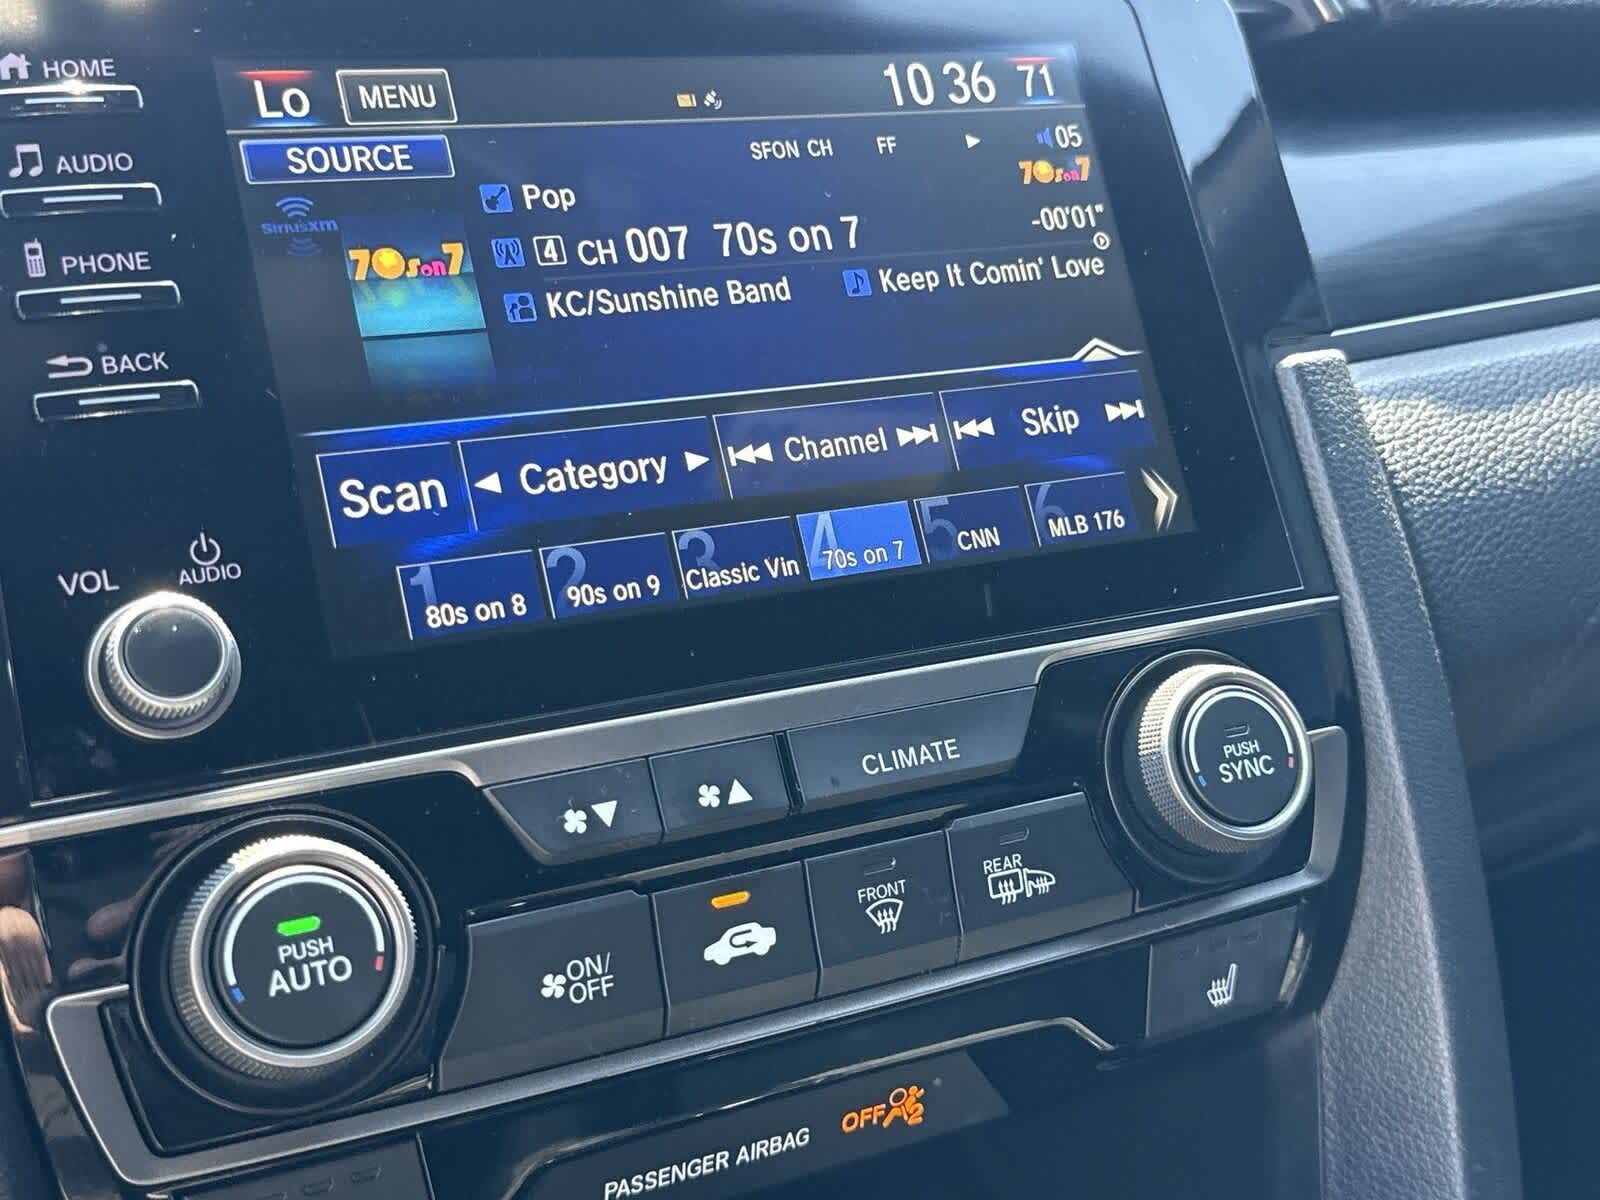 HOME
Lo
MENU
10 36
71
AUDIO
SOURCE
SFON CH
FF
05
siriusxm
70s on 7
Pop
70s on 7
4 CH 007 70s on 7
-00'01"
KC/Sunshine Band
Keep It Comin' Love
PHONE
BACK
Scan
Category
Channel
Skip
1 80s on 8
2 90s on 9
3 Classic Vin
4 70s on 7
5 CNN
6 MLB 176
VOL
AUDIO
CLIMATE
PUSH
SYNC
PUSH
AUTO
ON/
OFF
FRONT
REAR
PASSENGER AIRBAG
OFF
2